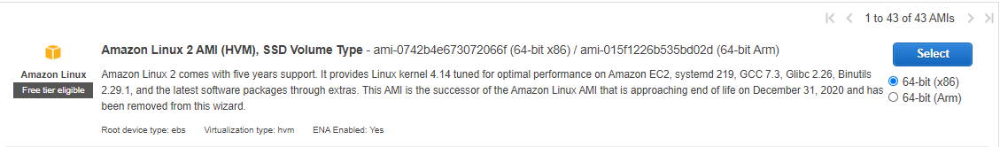 1 to 43 of 43 AMIs
Amazon Linux 2 AMI (HVM), SSD Volume Type - ami-0742b4e673072066f (64-bit x86) / ami-015f1226b535bd02d (64-bit Arm)
Select
Amazon Linux
Free tier eligible
Amazon Linux 2 comes with five years support. It provides Linux kernel 4.14 tuned for optimal performance on Amazon EC2, systemd 219, GCC 7.3, Glibc 2.26, Binutils
2.29.1, and the latest software packages through extras. This AMI is the successor of the Amazon Linux AMI that is approaching end of life on December 31, 2020 and has
been removed from this wizard.
64-bit (x86)
64-bit (Arm)
Root device type: ebs Virtualization type: hvm ENA Enabled: Yes